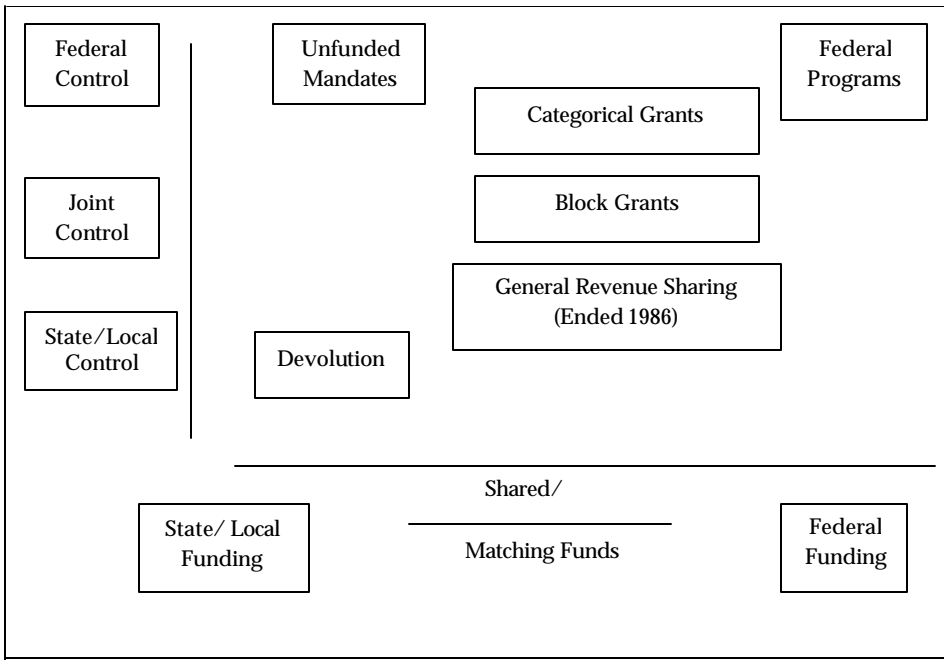 Federal
Control
Unfunded
Mandates
Federal
Programs
Categorical Grants
Joint
Control
Block Grants
General Revenue Sharing
(Ended 1986)
State/Local
Control
Devolution
Shared/
State/ Local
Funding
Matching Funds
Federal
Funding